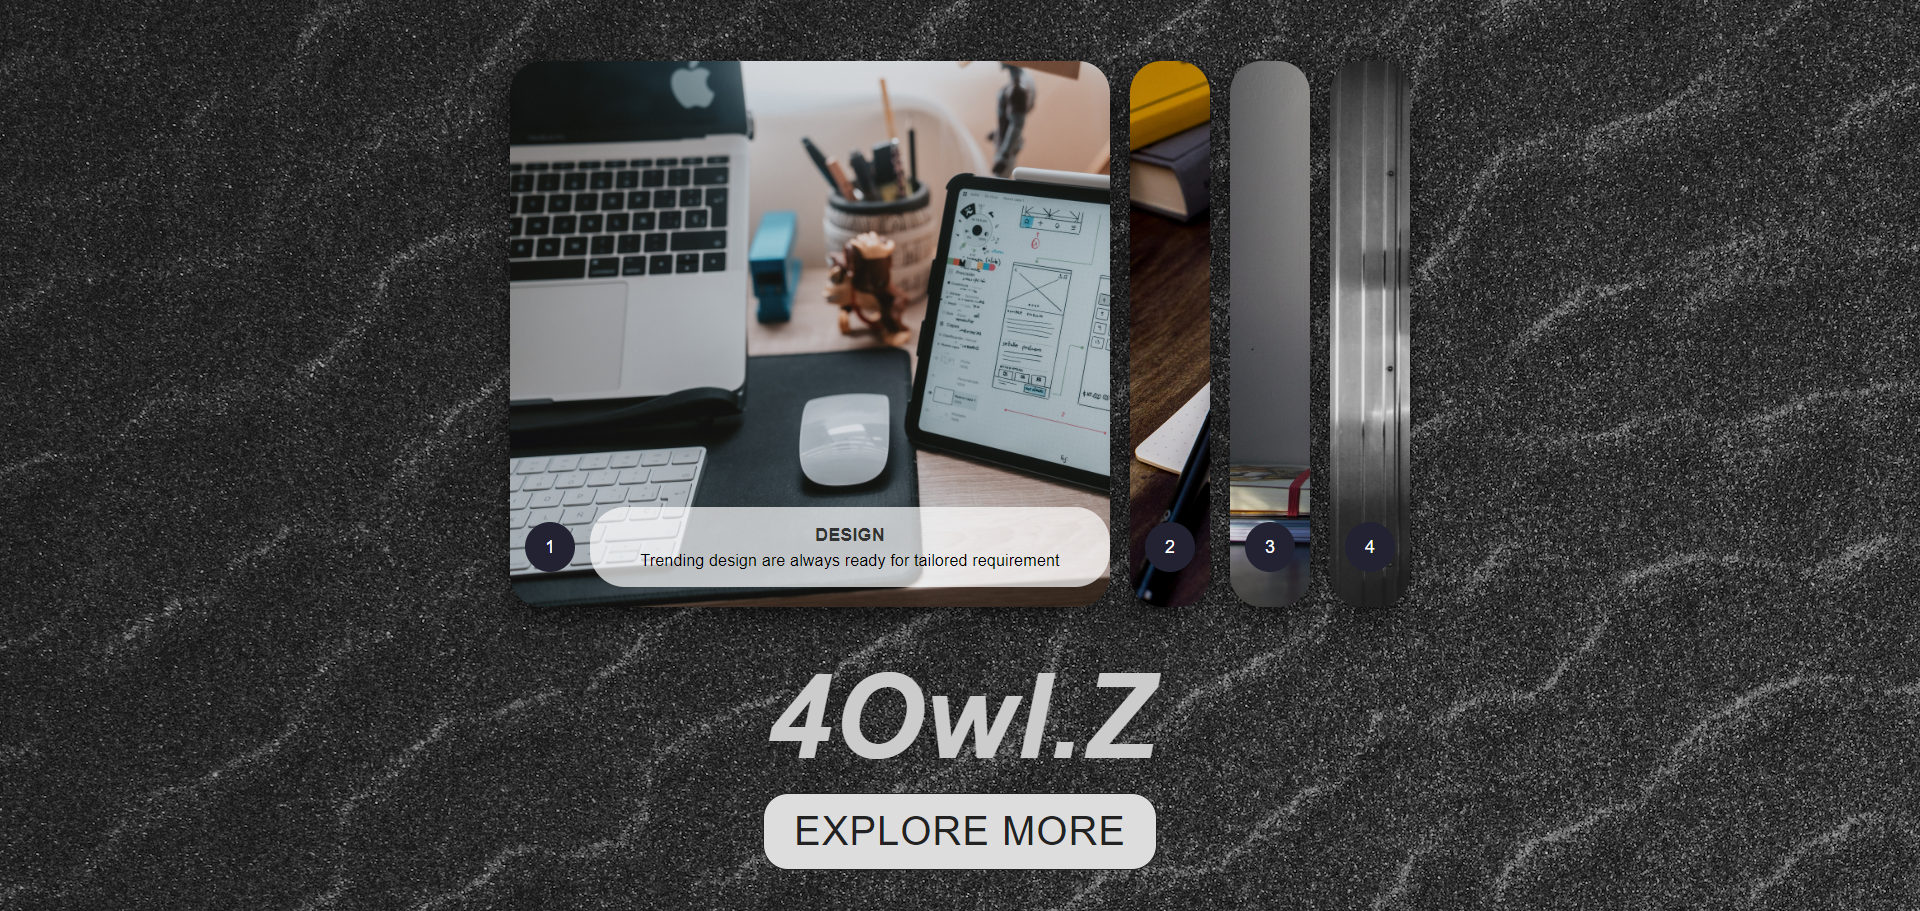 1
DESIGN
Trending design are always ready for tailored requirement
2
3
4
4Owl.Z
EXPLORE MORE